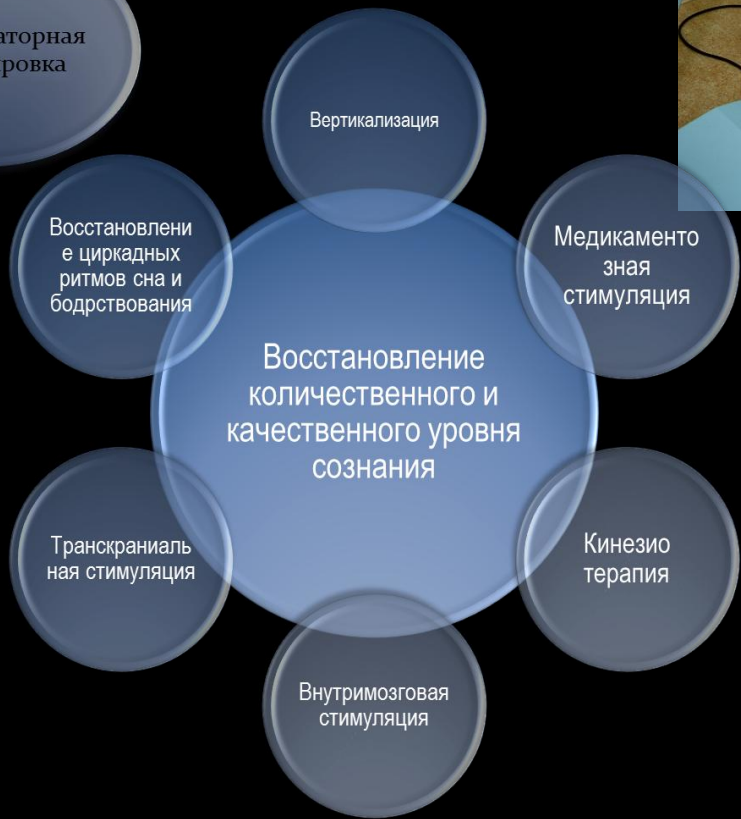 аторная
ровка
Вертикализация
Восстановлени
е циркадных
ритмов сна и
бодрствования
Медикаменто
зная
стимуляция
Восстановление
количественного и
качественного уровня
сознания
Транскраниаль
ная стимуляция
Кинезио
терапия
Внутримозговая
стимуляция